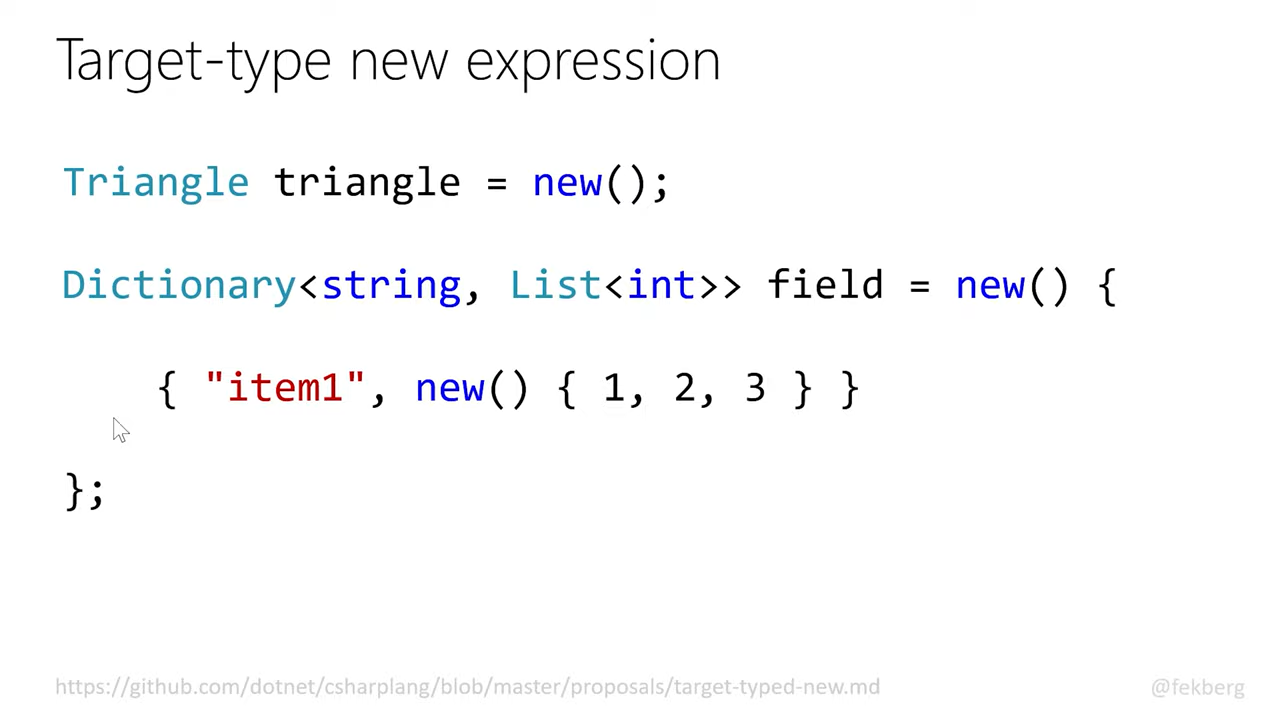 Target-type new expression
Triangle triangle = new();
Dictionary<string, List<int>> field = new() {
{ "item1", new() { 1, 2, 3 } }
};
https://github.com/dotnet/csharplang/blob/master/proposals/target-typed-new.md
@fekberg